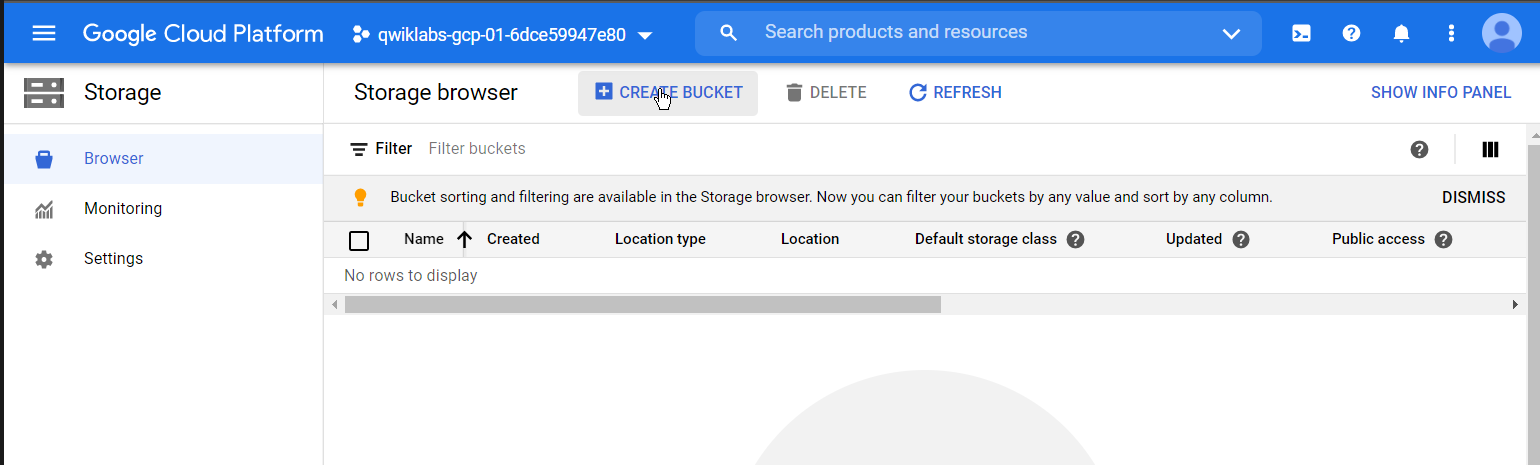 Google Cloud Platform qwiklabs-gcp-01-6dce59947e80 Search products and resources
Storage Storage browser CREATE BUCKET DELETE REFRESH SHOW INFO PANEL
Browser
Monitoring
Settings
Filter Filter buckets
Bucket sorting and filtering are available in the Storage browser. Now you can filter your buckets by any value and sort by any column. DISMISS
Name Created Location type Location Default storage class Updated Public access
No rows to display